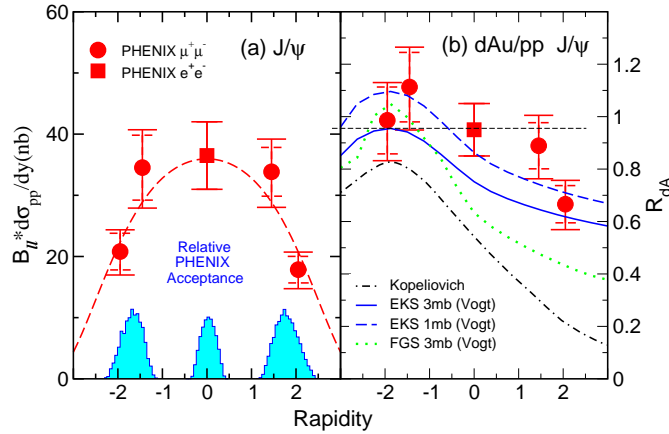 60
40
20
0
B_ll*dσ_pp/dy(nb)
PHENIX μ⁺μ⁻
PHENIX e⁺e⁻
(a) J/ψ
Relative
PHENIX
Acceptance
-2 -1 0 1 2
(b) dAu/pp J/ψ
Kopeliovich
EKS 3mb (Vogt)
EKS 1mb (Vogt)
FGS 3mb (Vogt)
-2 -1 0 1 2
1.2
1
0.8
0.6
0.4
0.2
0
R_dA
Rapidity